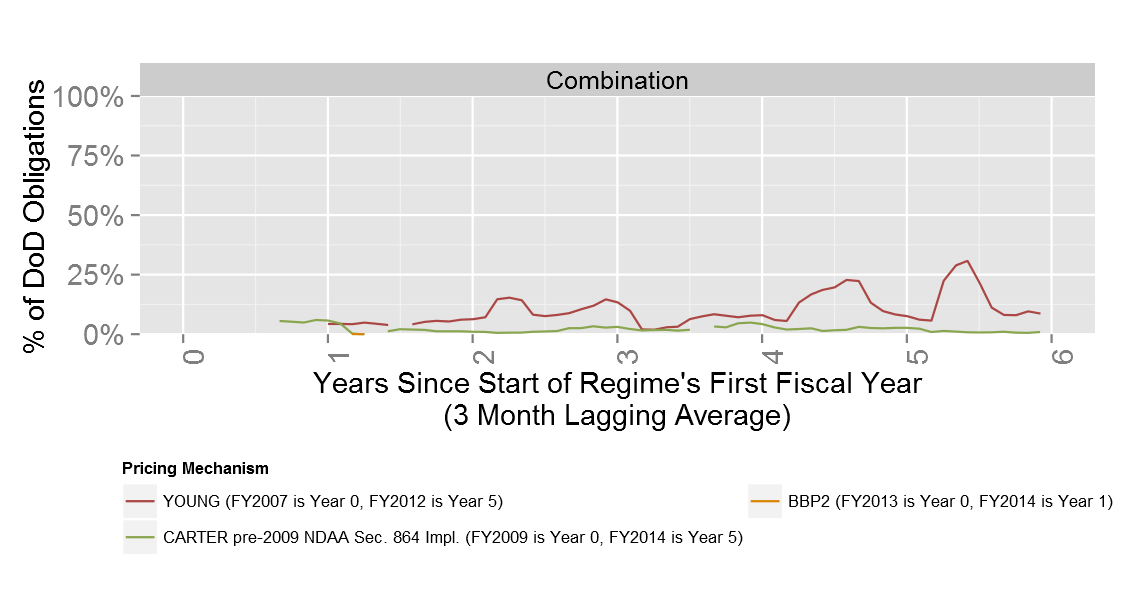 Combination
% of DoD Obligations
100%
75%
50%
25%
0%
0 1 2 3 4 5 6
Years Since Start of Regime's First Fiscal Year
(3 Month Lagging Average)
Pricing Mechanism
YOUNG (FY2007 is Year 0, FY2012 is Year 5)
BBP2 (FY2013 is Year 0, FY2014 is Year 1)
CARTER pre-2009 NDAA Sec. 864 Impl. (FY2009 is Year 0, FY2014 is Year 5)